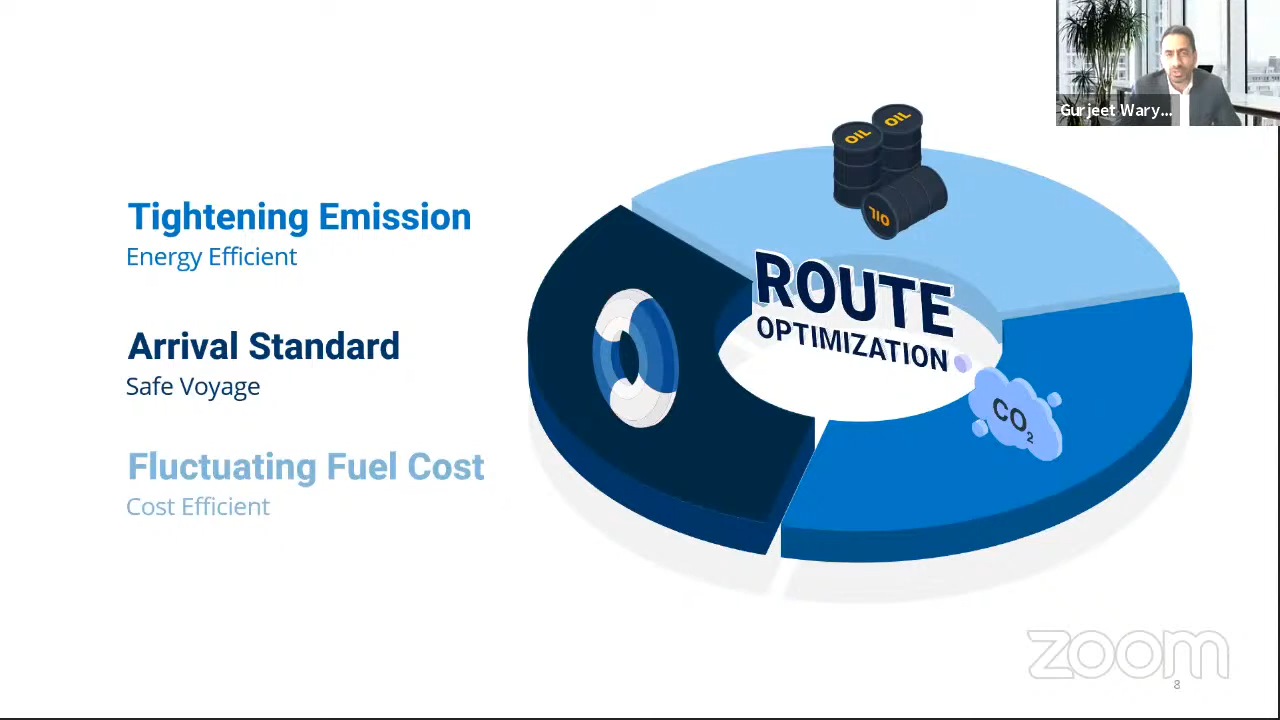 Gurjeet Wary...
Tightening Emission
Energy Efficient
Arrival Standard
Safe Voyage
Fluctuating Fuel Cost
Cost Efficient
OIL
OIL
OIL
ROUTE
OPTIMIZATION
CO₂
zoom
8